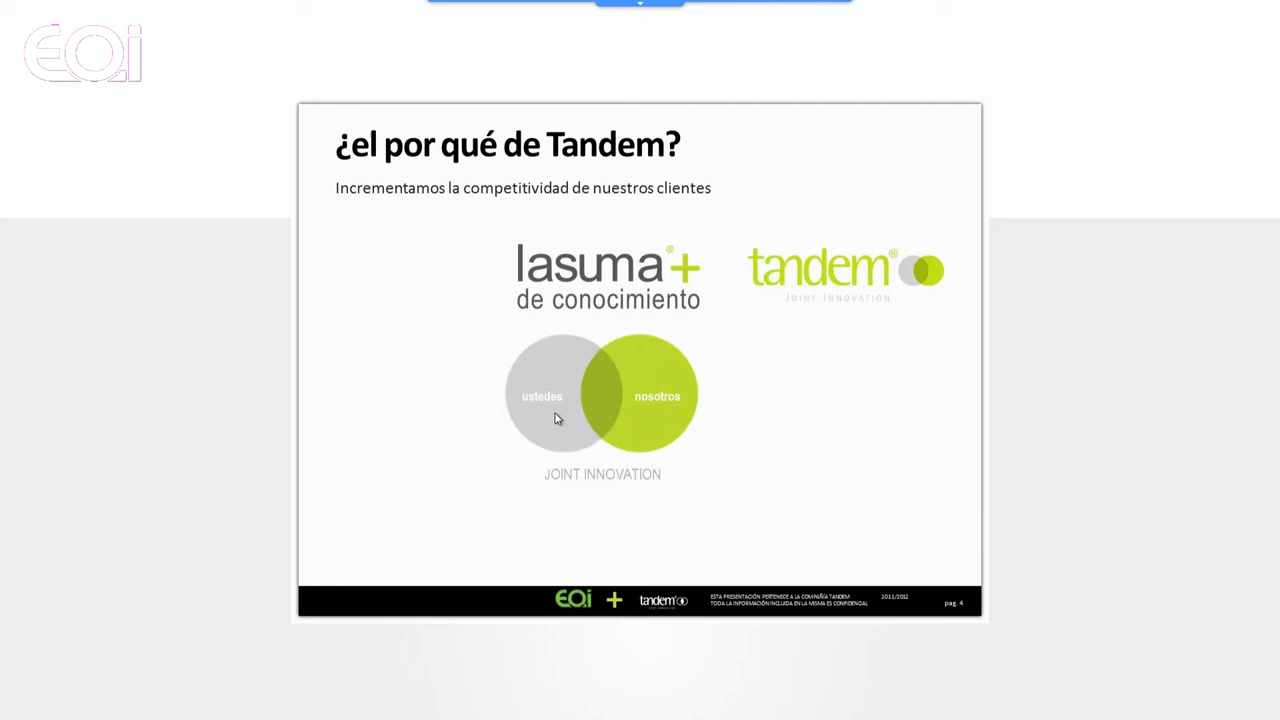 EOi
¿el por qué de Tandem?
Incrementamos la competitividad de nuestros clientes
lasuma+®
de conocimiento
tandem®
JOINT INNOVATION
ustedes
nosotros
JOINT INNOVATION
EOi + tandem
ESTA PRESENTACIÓN PERTENECE A LA COMPAÑÍA TANDEM
TODA LA INFORMACIÓN INCLUIDA EN LA MISMA ES CONFIDENCIAL
2011/2012
pag. 4